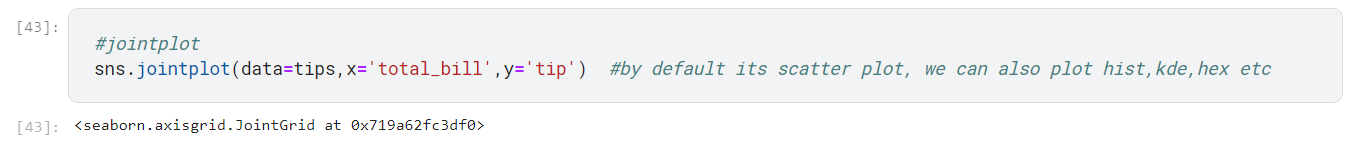 [43]:
#jointplot
sns.jointplot(data=tips,x='total_bill',y='tip')  #by default its scatter plot, we can also plot hist,kde,hex etc
[43]: <seaborn.axisgrid.JointGrid at 0x719a62fc3df0>